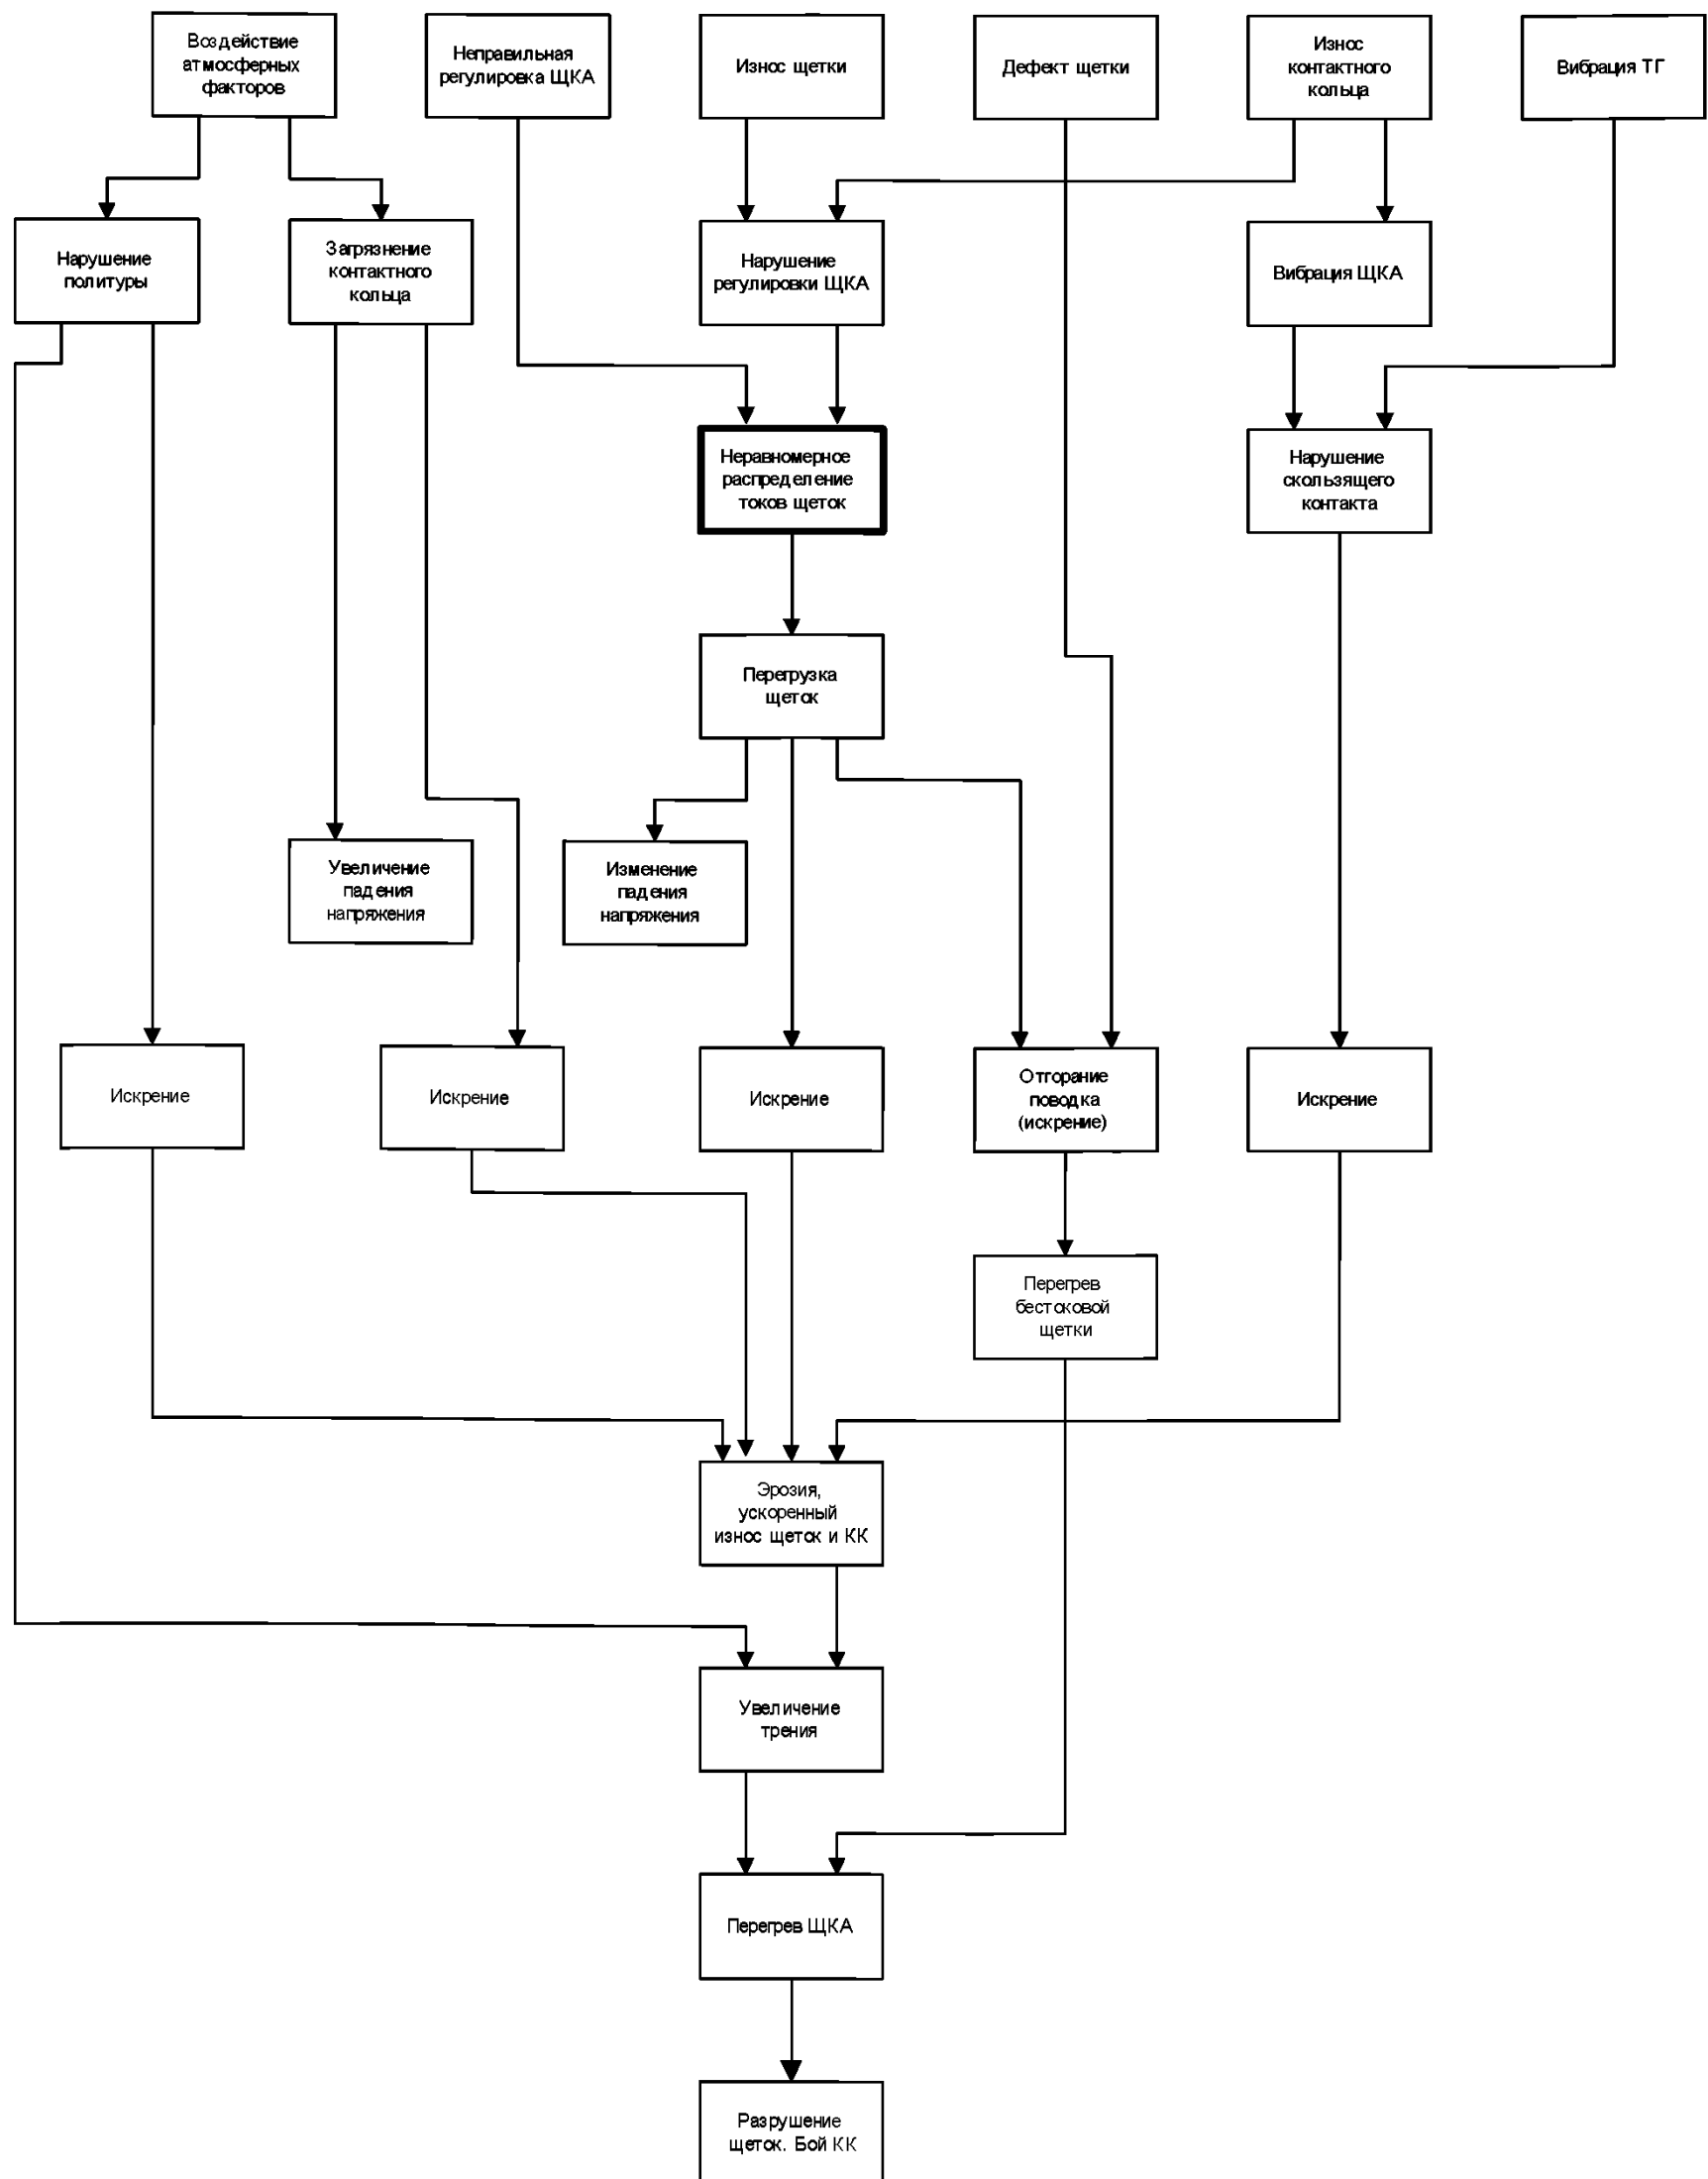 Воздействие
атмосферных
факторов
Неправильная
регулировка ЩКА
Износ щетки
Дефект щетки
Износ
контактного
кольца
Вибрация ТГ
Нарушение
политуры
Загрязнение
контактного
кольца
Нарушение
регулировки ЩКА
Вибрация ЩКА
Неравномерное
распределение
токов щеток
Нарушение
скользящего
контакта
Перегрузка
щеток
Увеличение
падения
напряжения
Изменение
падения
напряжения
Искрение
Искрение
Искрение
Отгорание
поводка
(искрение)
Искрение
Перегрев
бестоковой
щетки
Эрозия,
ускоренный
износ щеток и КК
Увеличение
трения
Перегрев ЩКА
Разрушение
щеток. Бой КК